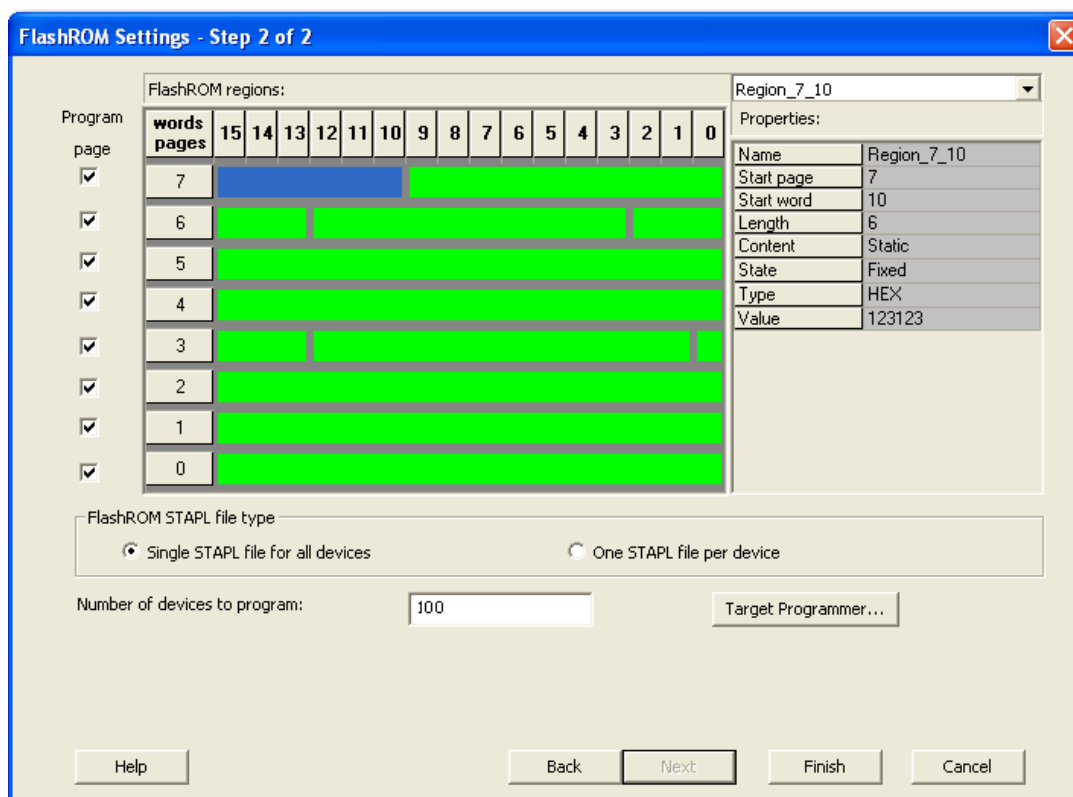 FlashROM Settings - Step 2 of 2
FlashROM regions:
Region_7_10
Program page
words pages 15 14 13 12 11 10 9 8 7 6 5 4 3 2 1 0
7
6
5
4
3
2
1
0
Properties:
Name Region_7_10
Start page 7
Start word 10
Length 6
Content Static
State Fixed
Type HEX
Value 123123
FlashROM STAPL file type
Single STAPL file for all devices One STAPL file per device
Number of devices to program: 100 Target Programmer...
Help Back Next Finish Cancel